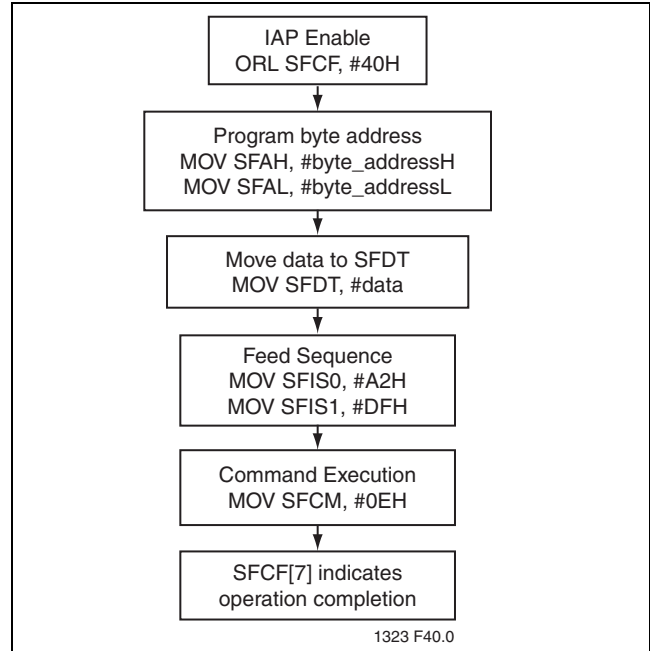 IAP Enable
ORL SFCF, #40H
Program byte address
MOV SFAH, #byte_addressH
MOV SFAL, #byte_addressL
Move data to SFDT
MOV SFDT, #data
Feed Sequence
MOV SFIS0, #A2H
MOV SFIS1, #DFH
Command Execution
MOV SFCM, #0EH
SFCF[7] indicates
operation completion
1323 F40.0